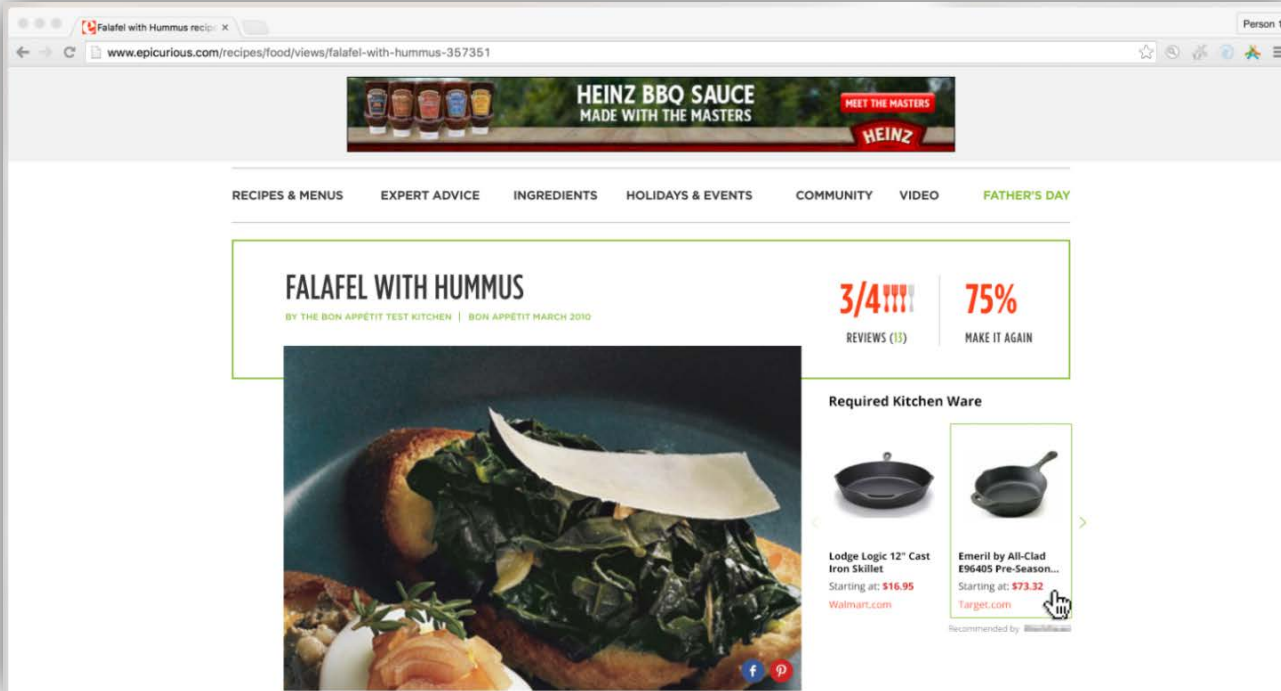 Falafel with Hummus recip
Person 1
www.epicurious.com/recipes/food/views/falafel-with-hummus-357351
HEINZ BBQ SAUCE
MADE WITH THE MASTERS
MEET THE MASTERS
HEINZ
RECIPES & MENUS EXPERT ADVICE INGREDIENTS HOLIDAYS & EVENTS COMMUNITY VIDEO FATHER'S DAY
FALAFEL WITH HUMMUS
BY THE BON APPÉTIT TEST KITCHEN | BON APPÉTIT MARCH 2010
3/4
REVIEWS (13)
75%
MAKE IT AGAIN
Required Kitchen Ware
Lodge Logic 12" Cast
Iron Skillet
Starting at: $16.95
Walmart.com
Emeril by All-Clad
E96405 Pre-Season...
Starting at: $73.32
Target.com
Recommended by